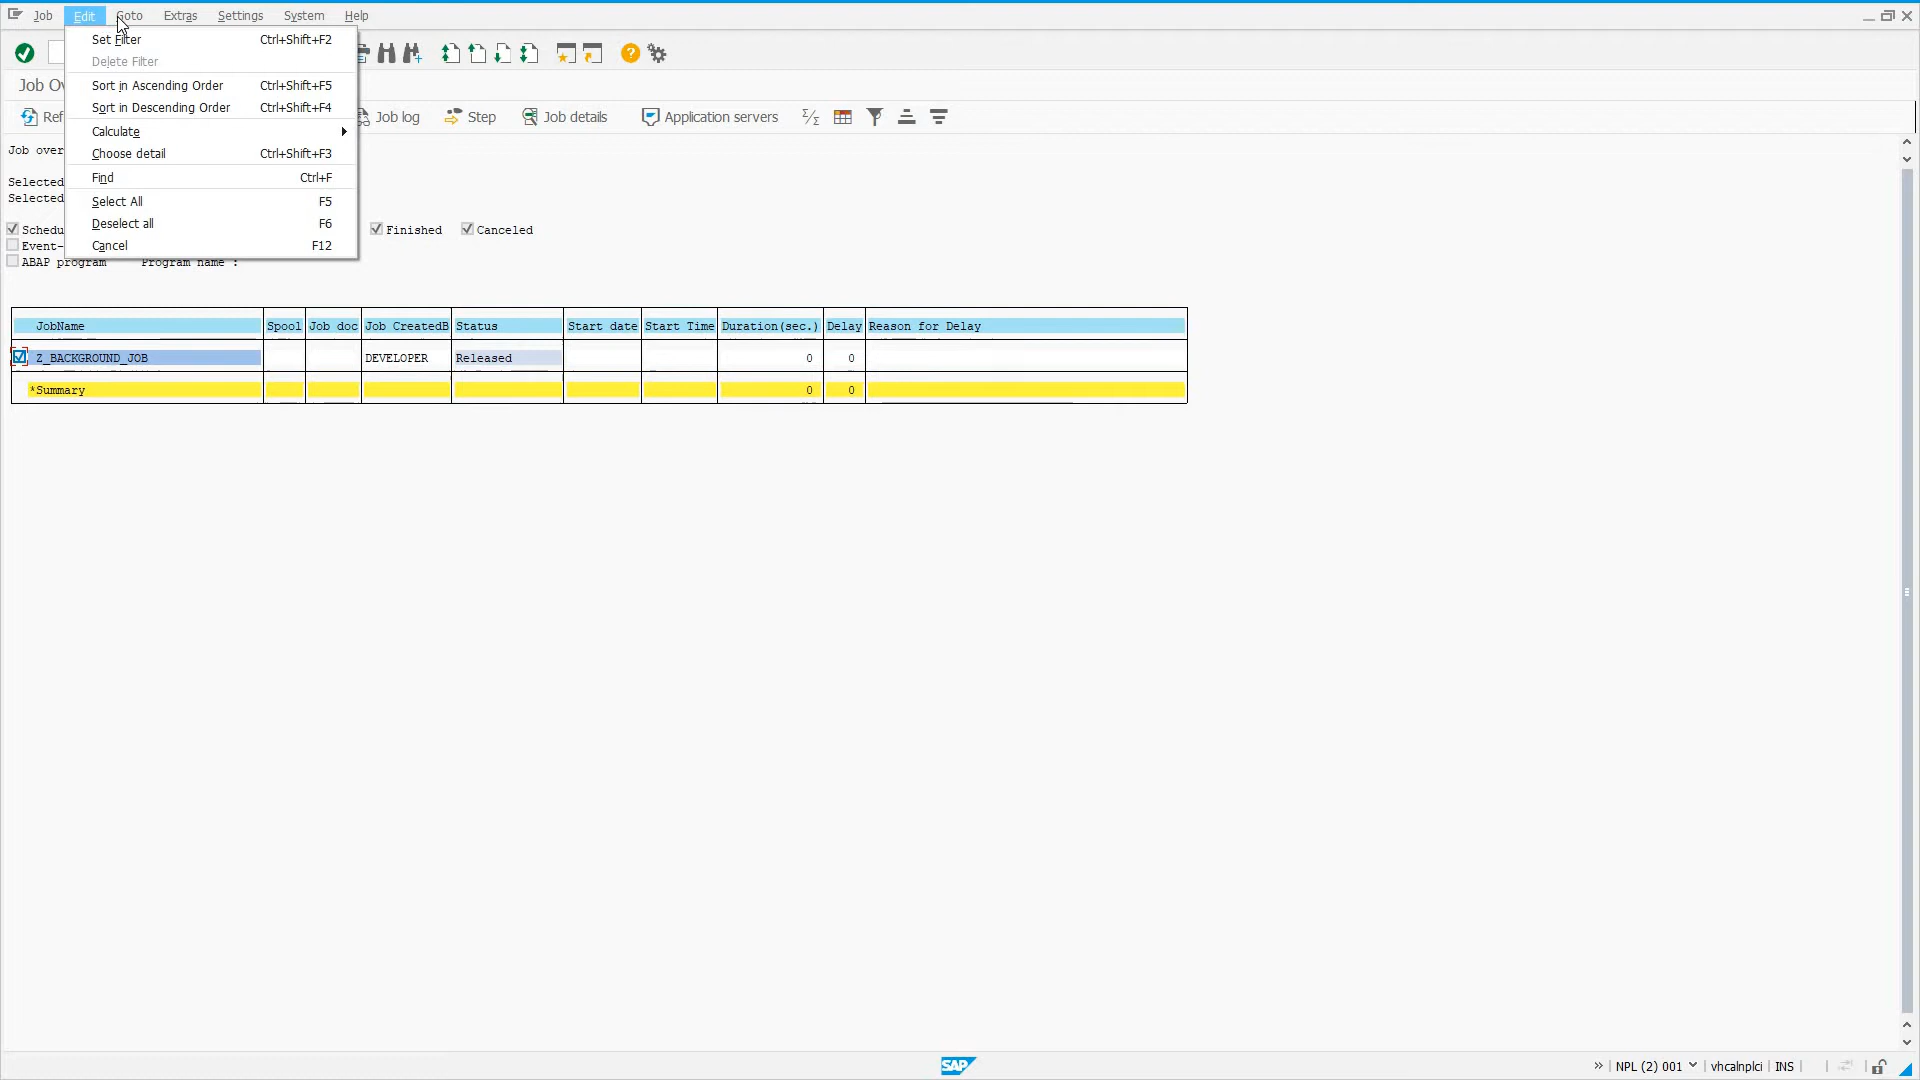 Job Edit Goto Extras Settings System Help
Set Filter Ctrl+Shift+F2
Delete Filter
Job Ov
Sort in Ascending Order Ctrl+Shift+F5
Sort in Descending Order Ctrl+Shift+F4
Ref Job log Step Job details Application servers
Calculate
Job over
Choose detail Ctrl+Shift+F3
Find Ctrl+F
Selected
Selected
Select All F5
Deselect all F6
Schedu Finished Canceled
Event- Cancel F12
ABAP program Program name :
JobName Spool Job doc Job CreatedB Status Start date Start Time Duration(sec.) Delay Reason for Delay
Z_BACKGROUND_JOB DEVELOPER Released 0 0
*Summary 0 0
SAP » NPL (2) 001 vhcalnplci INS